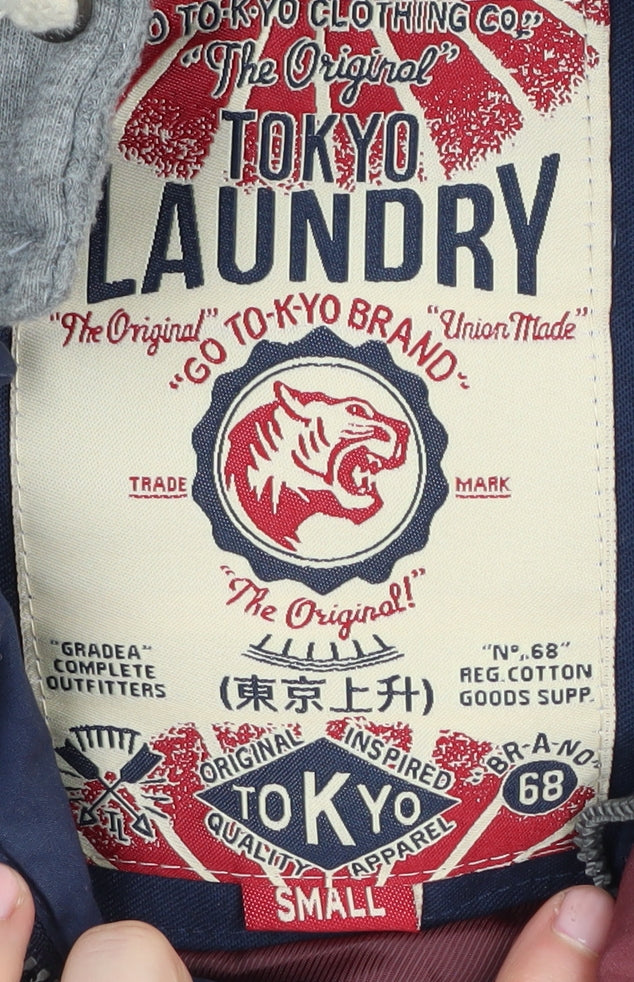 O TO-K-YO CLOTHING CO."
"The Original"
TOKYO
LAUNDRY
"The Original"
"GO TO-K-YO BRAND"
"Union Made"
TRADE
MARK
"The Original!"
"GRADEA"
COMPLETE
OUTFITTERS
"Nº..68"
REG.COTTON
GOODS SUPP.
(東京上升)
ORIGINAL
INSPIRED
TOKYO
QUALITY
APPAREL
TL
"BR-A-NO"
68
SMALL